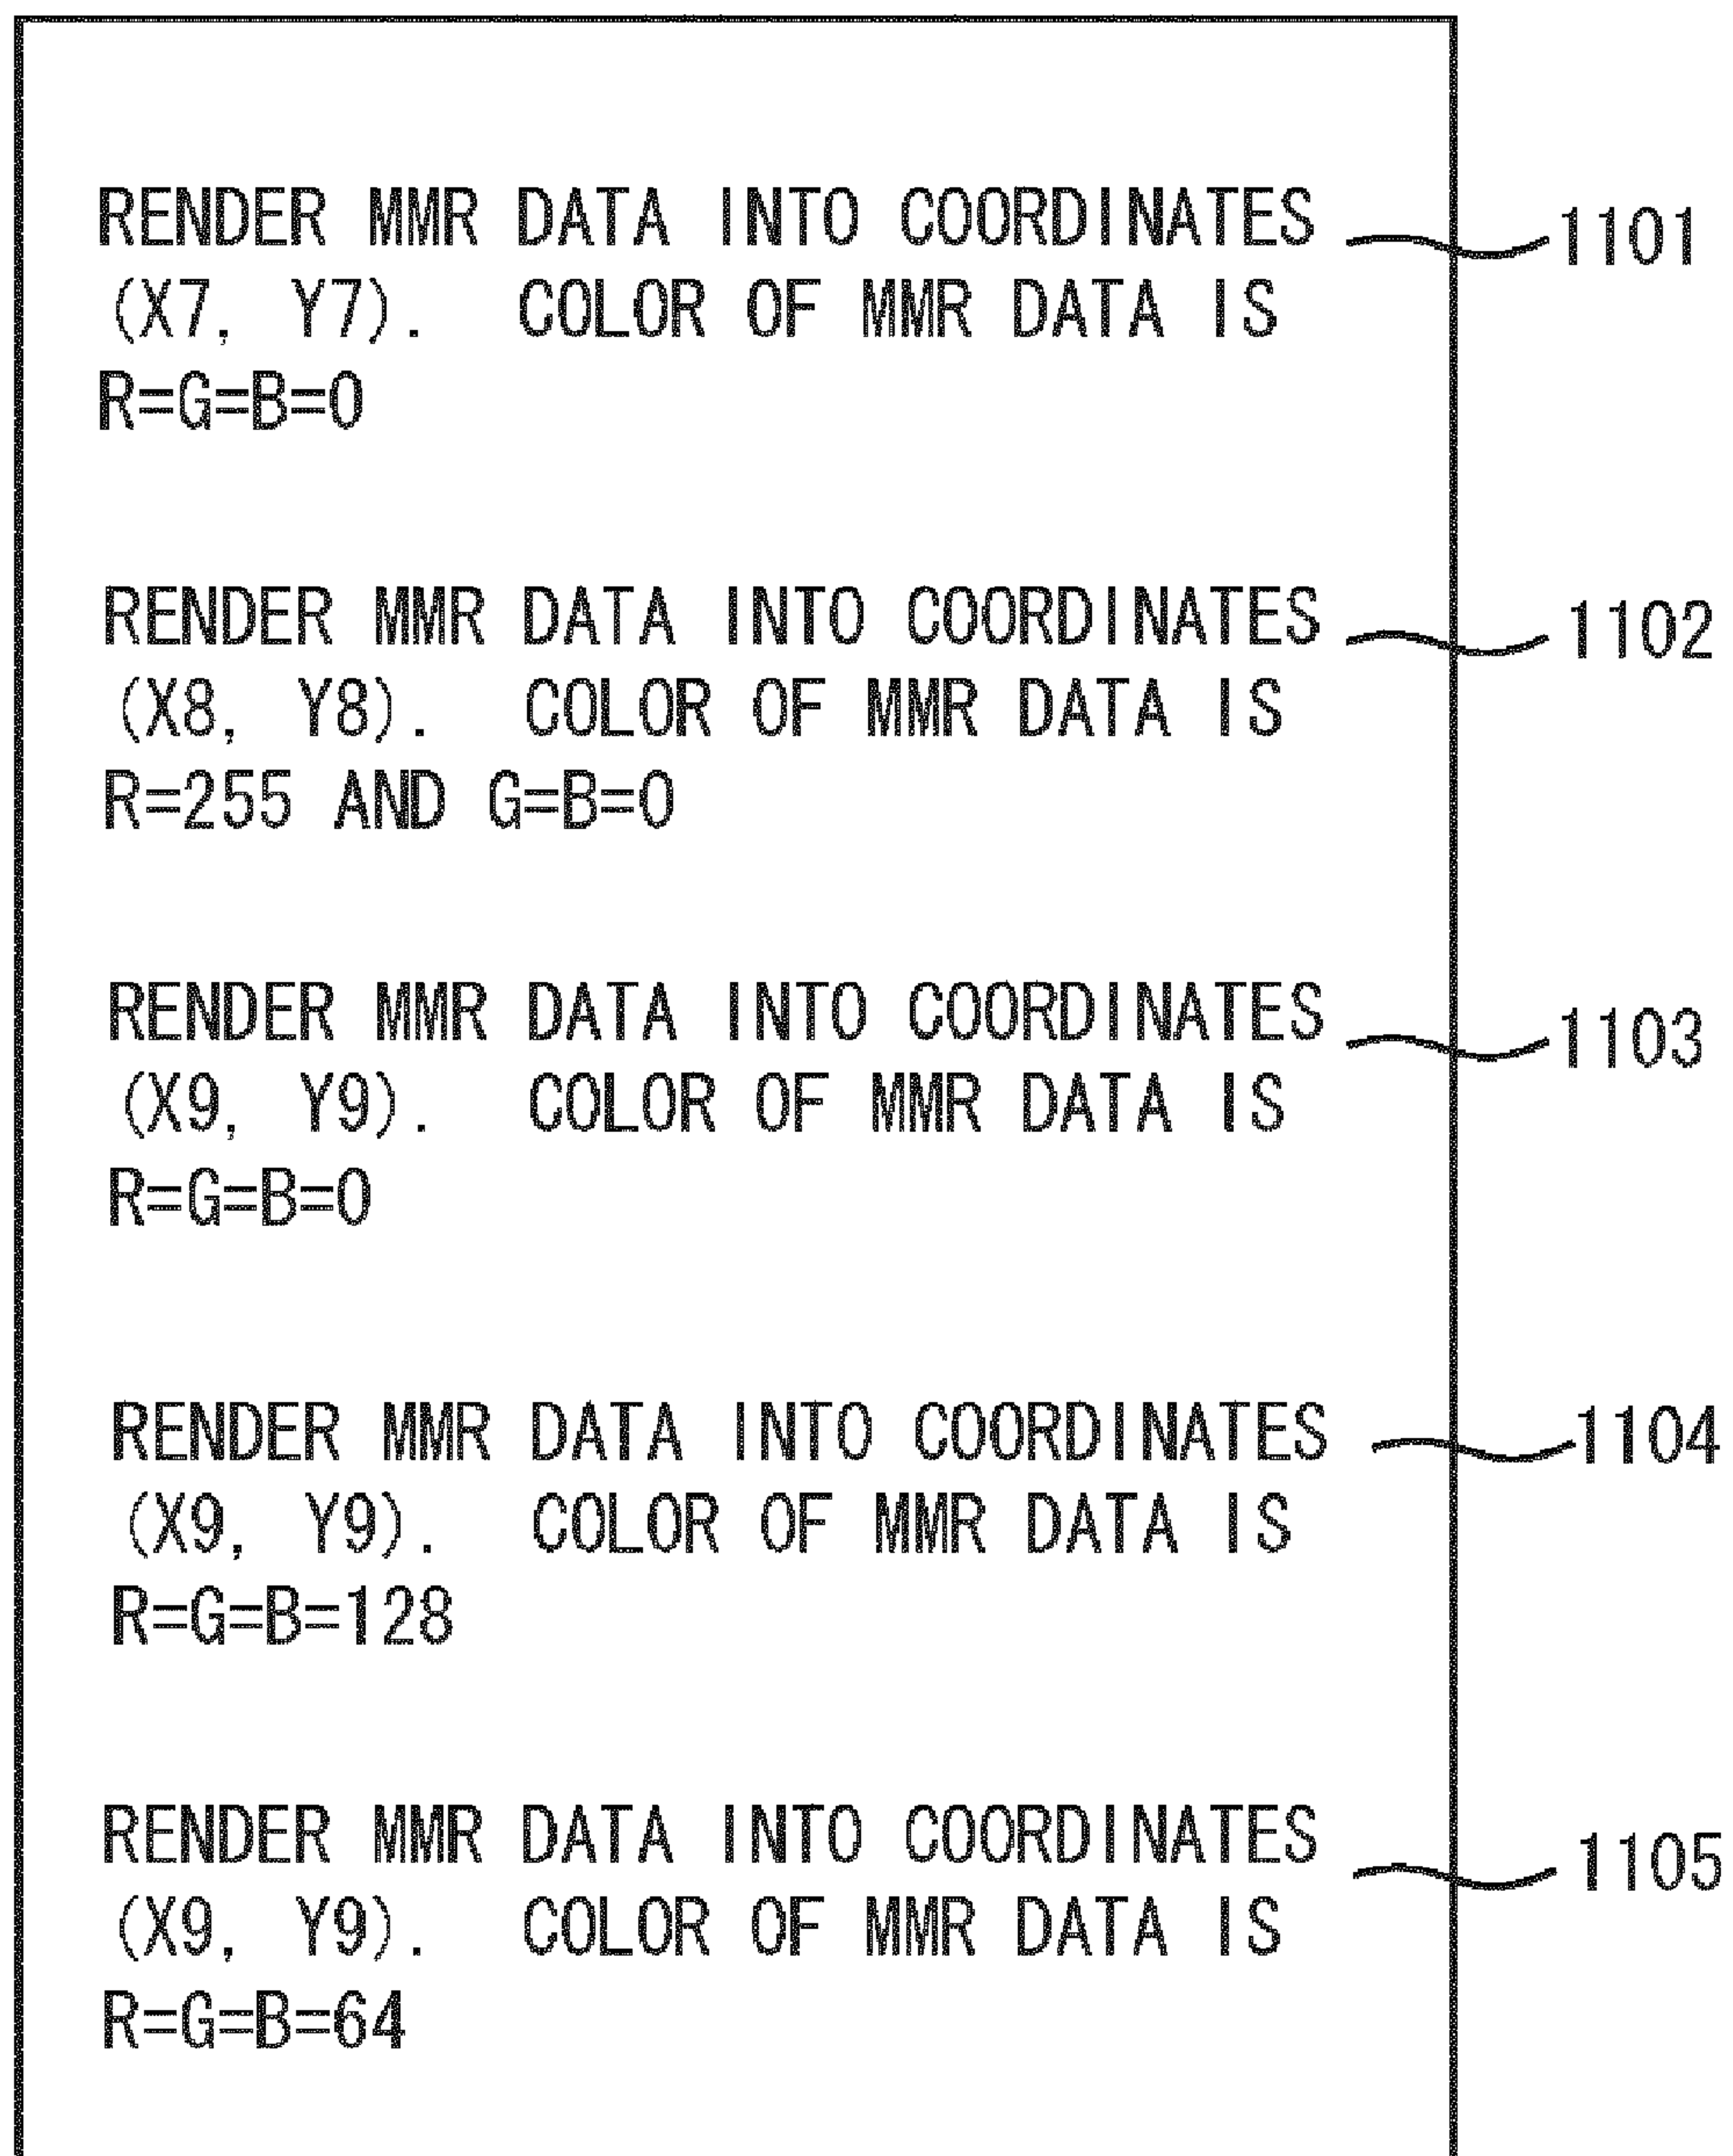 RENDER MMR DATA INTO COORDINATES 1101
(X7, Y7). COLOR OF MMR DATA IS
R=G=B=0
RENDER MMR DATA INTO COORDINATES 1102
(X8, Y8). COLOR OF MMR DATA IS
R=255 AND G=B=0
RENDER MMR DATA INTO COORDINATES 1103
(X9, Y9). COLOR OF MMR DATA IS
R=G=B=0
RENDER MMR DATA INTO COORDINATES 1104
(X9, Y9). COLOR OF MMR DATA IS
R=G=B=128
RENDER MMR DATA INTO COORDINATES 1105
(X9, Y9). COLOR OF MMR DATA IS
R=G=B=64